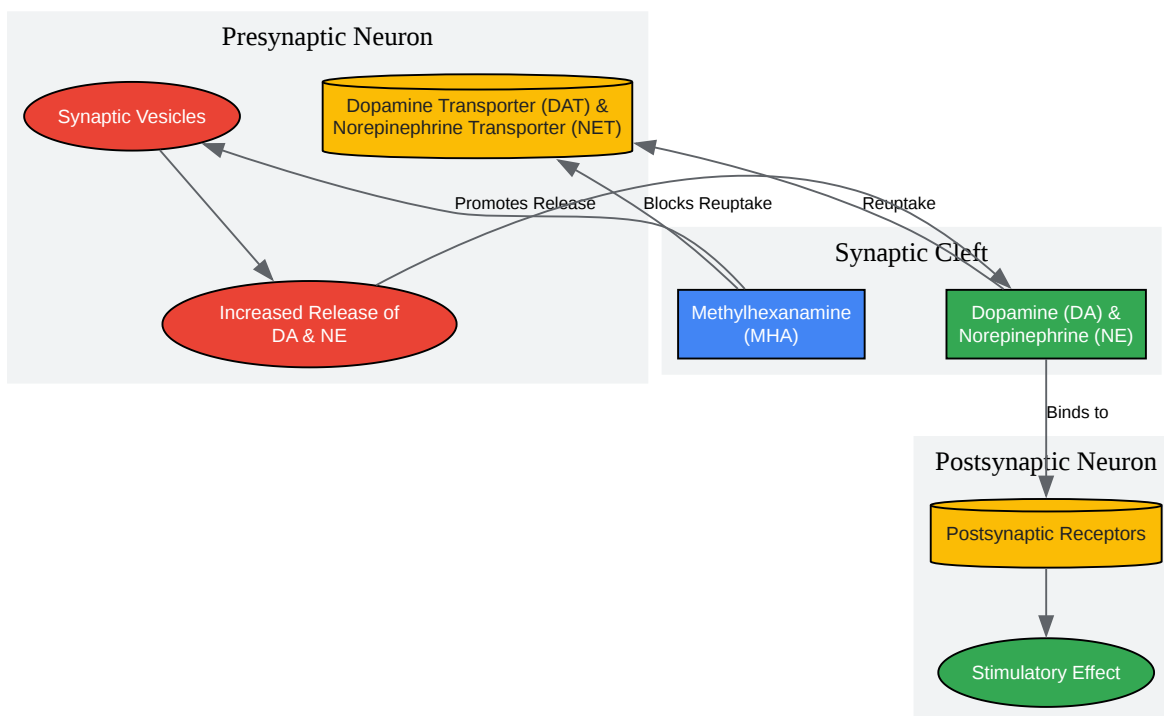 Presynaptic Neuron
Synaptic Vesicles
Dopamine Transporter (DAT) &
Norepinephrine Transporter (NET)
Promotes Release
Blocks Reuptake
Reuptake
Synaptic Cleft
Increased Release of
DA & NE
Methylhexanamine
(MHA)
Dopamine (DA) &
Norepinephrine (NE)
Binds to
Postsynaptic Neuron
Postsynaptic Receptors
Stimulatory Effect